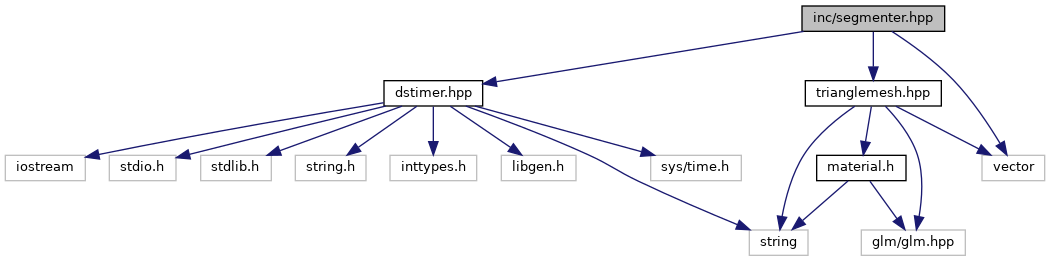 inc/segmenter.hpp
dstimer.hpp
trianglemesh.hpp
iostream
stdio.h
stdlib.h
string.h
inttypes.h
libgen.h
sys/time.h
material.h
vector
string
glm/glm.hpp